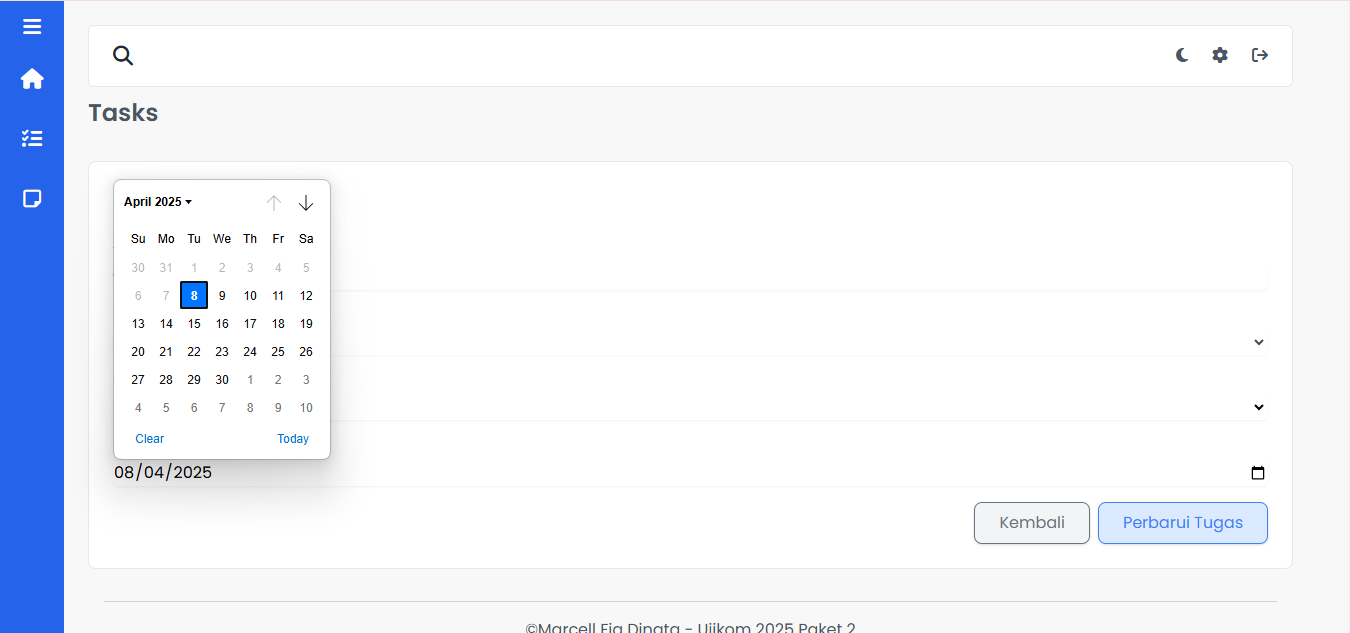 Tasks
April 2025
Su Mo Tu We Th Fr Sa
30 31 1 2 3 4 5
6 7 8 9 10 11 12
13 14 15 16 17 18 19
20 21 22 23 24 25 26
27 28 29 30 1 2 3
4 5 6 7 8 9 10
Clear Today
08/04/2025
Kembali Perbarui Tugas
©Marcell Fia Dinata - Ujikom 2025 Paket 2